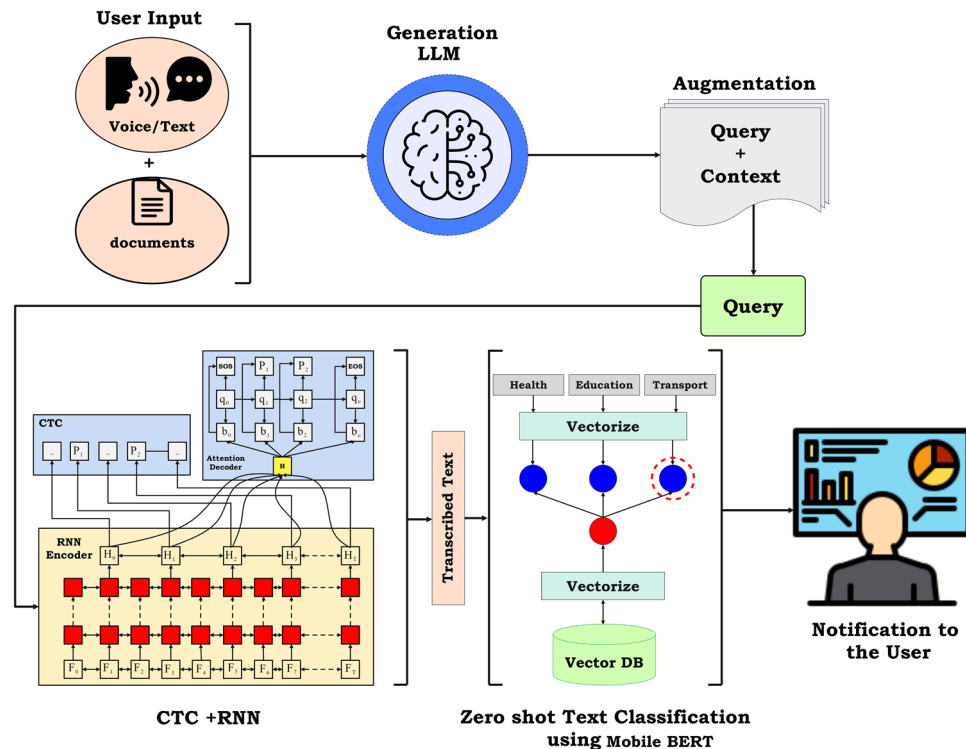 User Input
Voice/Text
+
documents
Generation
LLM
Augmentation
Query
+
Context
Query
CTC
- P1 - P2 -
SOS P1 P2 EOS
q0 q1 q2 qu
b0 b1 b2 bu
Attention
Decoder
H
RNN
Encoder
H0 H1 H2 H3 HT
F0 F1 F2 F3 F4 F5 F6 F7 FT
CTC +RNN
Transcribed Text
Health Education Transport
Vectorize
Vectorize
Vector DB
Zero shot Text Classification
using Mobile BERT
Notification to
the User